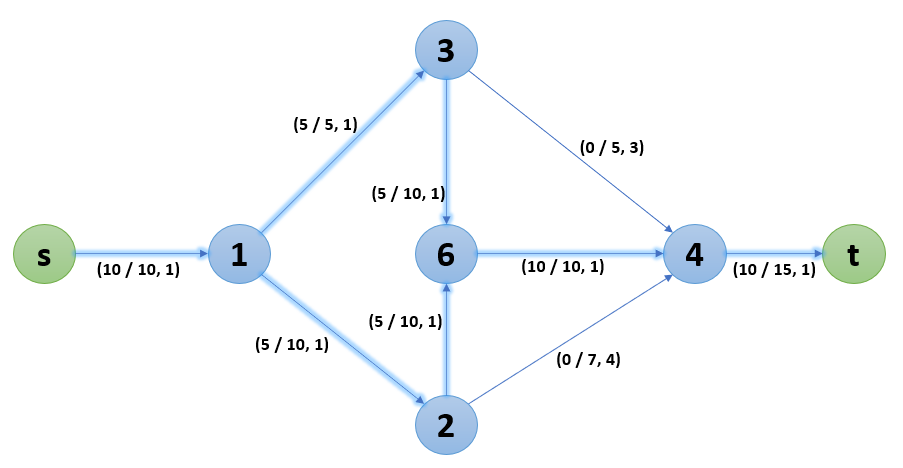 3
(5 / 5, 1)
(0 / 5, 3)
(5 / 10, 1)
s
1
6
4
t
(10 / 10, 1)
(10 / 10, 1)
(10 / 15, 1)
(5 / 10, 1)
(5 / 10, 1)
(0 / 7, 4)
2